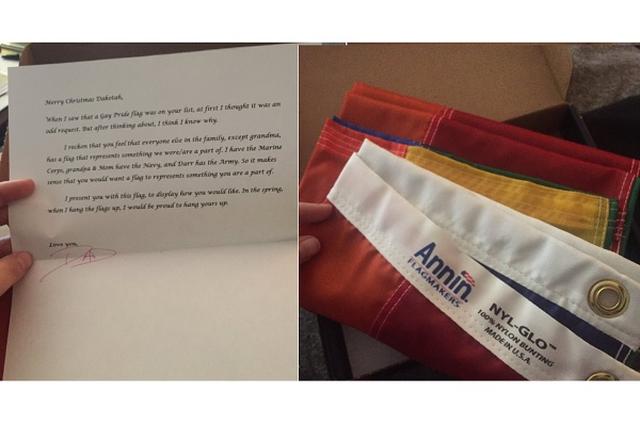 Merry Christmas Dakotah,
When I saw that a Gay Pride flag was on your list, at first I thought it was an
odd request. But after thinking about, I think I know why.
I reckon that you feel that everyone else in the family, except grandma,
has a flag that represents something we were/are a part of. I have the Marine
Corps, grandpa & Mom have the Navy, and Darr has the Army. So it makes
sense that you would want a flag to represent something you are a part of.
I present you with this flag, to display how you would like. In the spring,
when I hang the flags up, I would be proud to hang yours up.
Love you,
DAD
Annin
FLAGMAKERS
NYL-GLO™
100% NYLON BUNTING
MADE IN U.S.A.